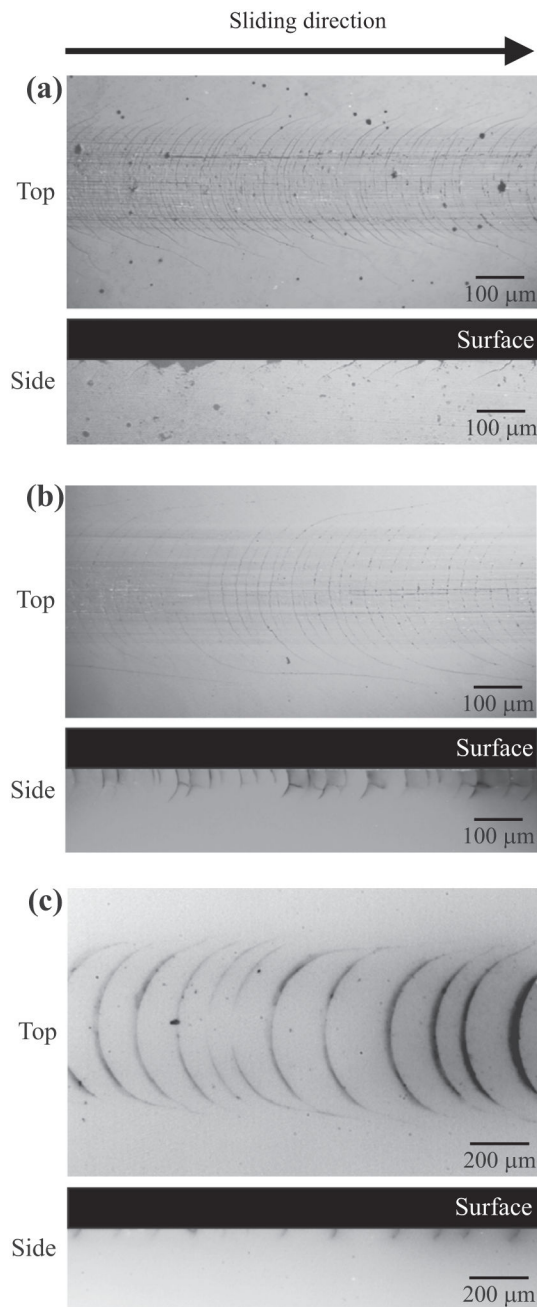 Sliding direction
(a)
Top
100 μm
Surface
Side
100 μm
(b)
Top
100 μm
Surface
Side
100 μm
(c)
Top
200 μm
Surface
Side
200 μm